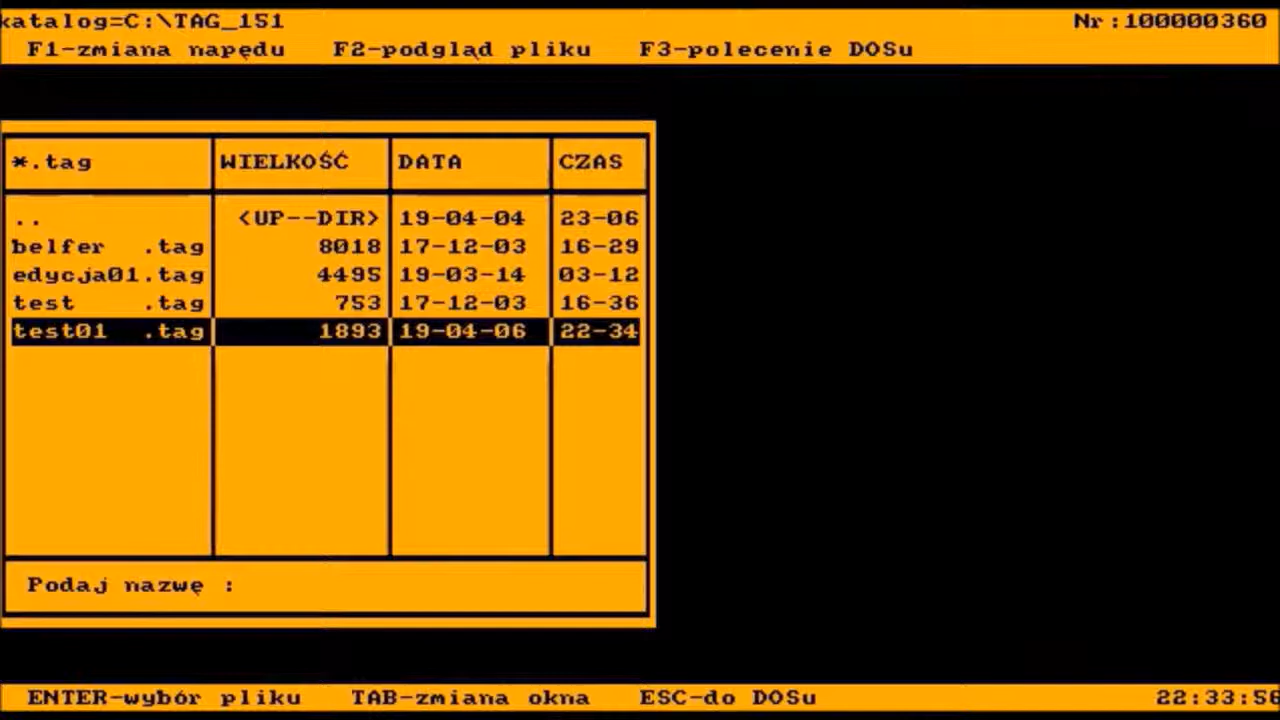 katalog=C:\TAG_151 Nr:100000360
F1-zmiana napędu F2-podgląd pliku F3-polecenie DOSu
*.tag WIELKOŚĆ DATA CZAS
.. <UP--DIR> 19-04-04 23-06
belfer .tag 8018 17-12-03 16-29
edycja01.tag 4495 19-03-14 03-12
test .tag 753 17-12-03 16-36
test01 .tag 1893 19-04-06 22-34
Podaj nazwę :
ENTER-wybór pliku TAB-zmiana okna ESC-do DOSu 22:33:56